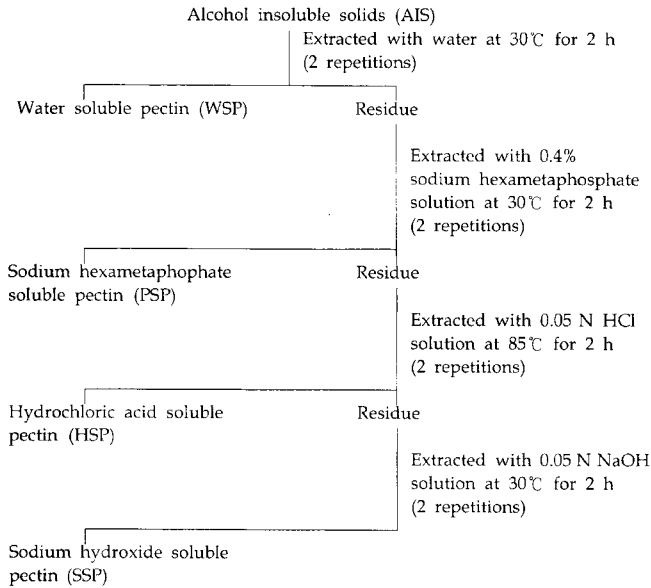 Alcohol insoluble solids (AIS)
Extracted with water at 30℃ for 2 h
(2 repetitions)
Water soluble pectin (WSP)
Residue
Extracted with 0.4%
sodium hexametaphosphate
solution at 30℃ for 2 h
(2 repetitions)
Sodium hexametaphophate
soluble pectin (PSP)
Residue
Extracted with 0.05 N HCl
solution at 85℃ for 2 h
(2 repetitions)
Hydrochloric acid soluble
pectin (HSP)
Residue
Extracted with 0.05 N NaOH
solution at 30℃ for 2 h
(2 repetitions)
Sodium hydroxide soluble
pectin (SSP)